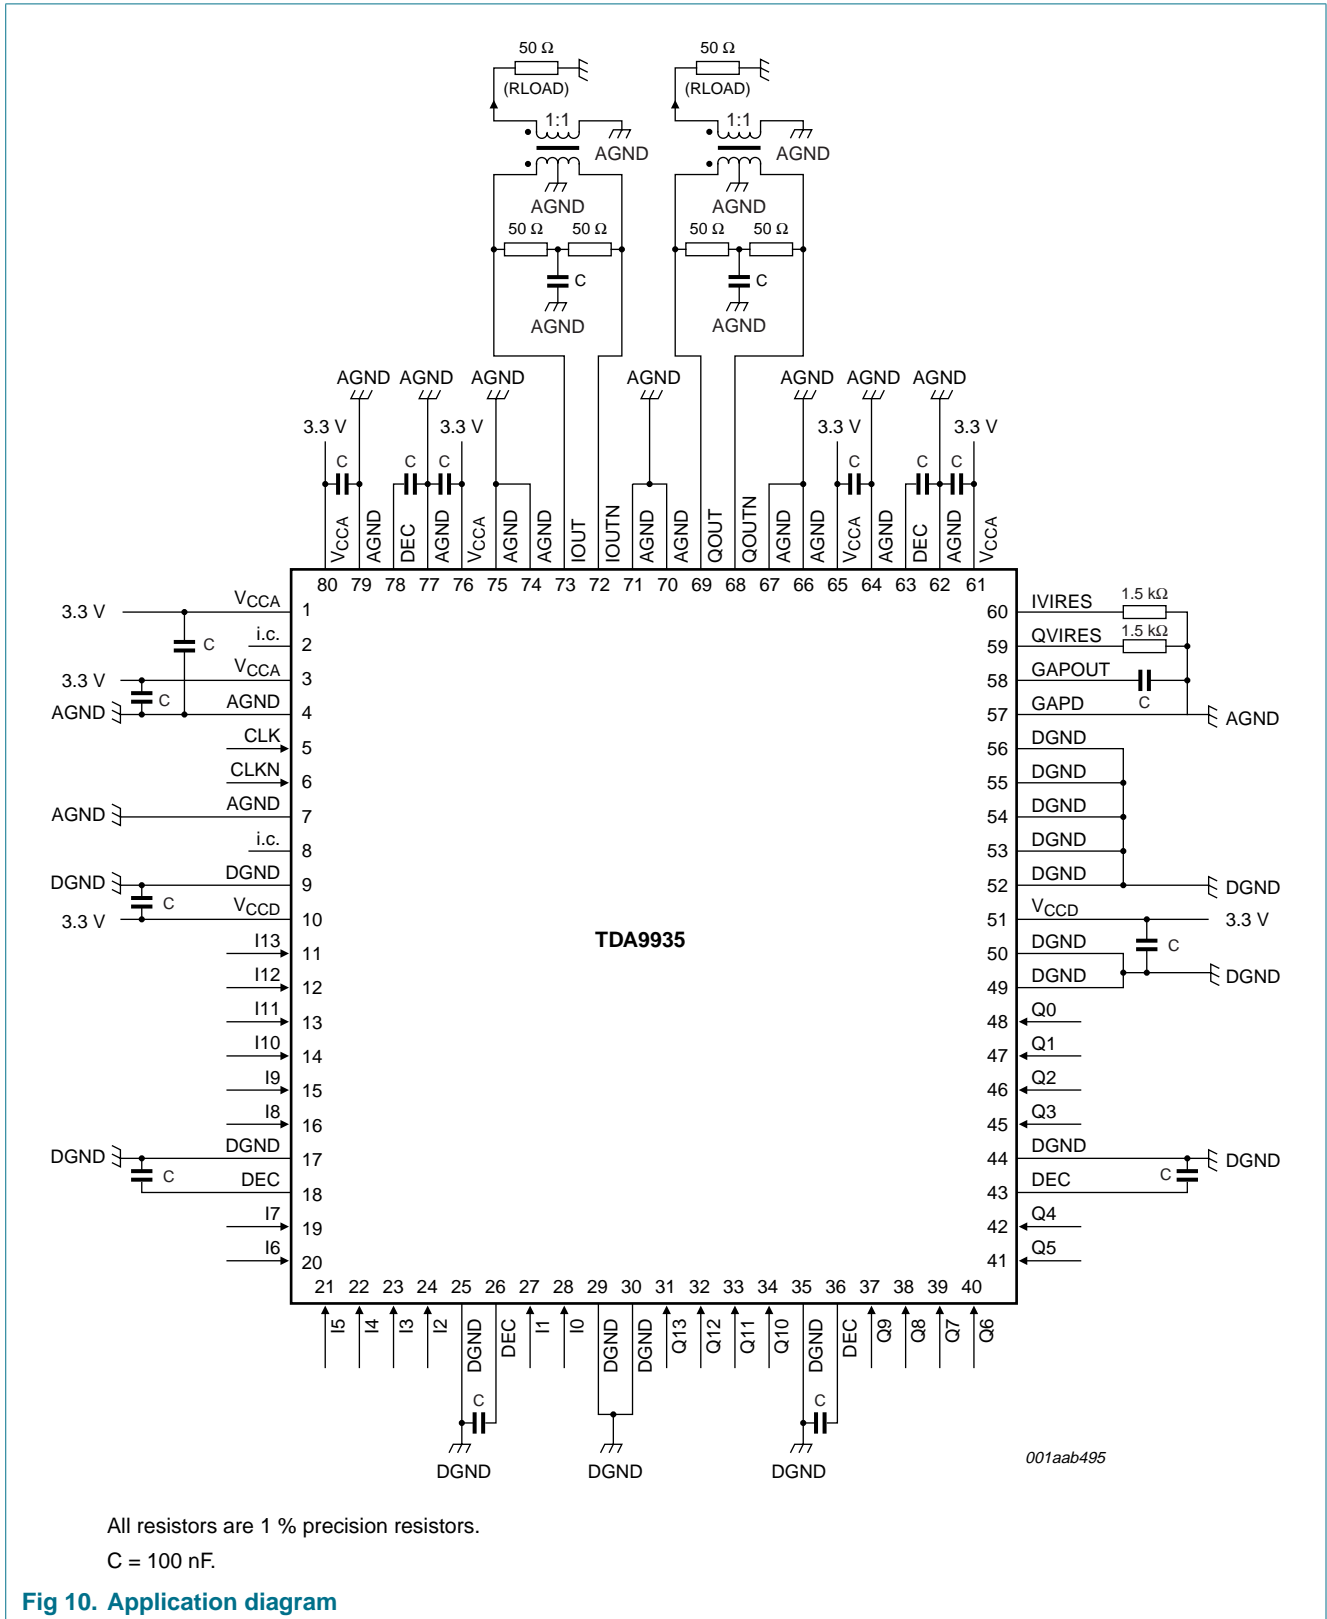 50 Ω 50 Ω
(RLOAD) (RLOAD)
1:1 1:1
AGND AGND
AGND AGND
50 Ω 50 Ω 50 Ω 50 Ω
C C
AGND AGND
AGND AGND AGND AGND AGND AGND AGND
3.3 V 3.3 V 3.3 V 3.3 V
C C C C C C
VCCA AGND DEC AGND VCCA AGND AGND IOUT IOUTN AGND AGND QOUT QOUTN AGND AGND VCCA AGND DEC AGND VCCA
80 79 78 77 76 75 74 73 72 71 70 69 68 67 66 65 64 63 62 61
3.3 V VCCA 1 60 IVIRES 1.5 kΩ
i.c. 2 59 QVIRES 1.5 kΩ
C
3.3 V VCCA 3 58 GAPOUT C
C
AGND AGND 4 57 GAPD AGND
CLK 5 56 DGND
CLKN 6 55 DGND
AGND AGND 7 54 DGND
i.c. 8 53 DGND
DGND DGND 9 52 DGND DGND
C
3.3 V VCCD 10 51 VCCD 3.3 V
TDA9935
I13 11 50 DGND C
DGND
I12 12 49 DGND
I11 13 48 Q0
I10 14 47 Q1
I9 15 46 Q2
I8 16 45 Q3
DGND DGND 17 44 DGND DGND
C C
DEC 18 43 DEC
I7 19 42 Q4
I6 20 41 Q5
21 22 23 24 25 26 27 28 29 30 31 32 33 34 35 36 37 38 39 40
I5 I4 I3 I2 DGND DEC I1 I0 DGND DGND Q13 Q12 Q11 Q10 DGND DEC Q9 Q8 Q7 Q6
C C
DGND DGND DGND
001aab495
All resistors are 1 % precision resistors.
C = 100 nF.
Fig 10. Application diagram